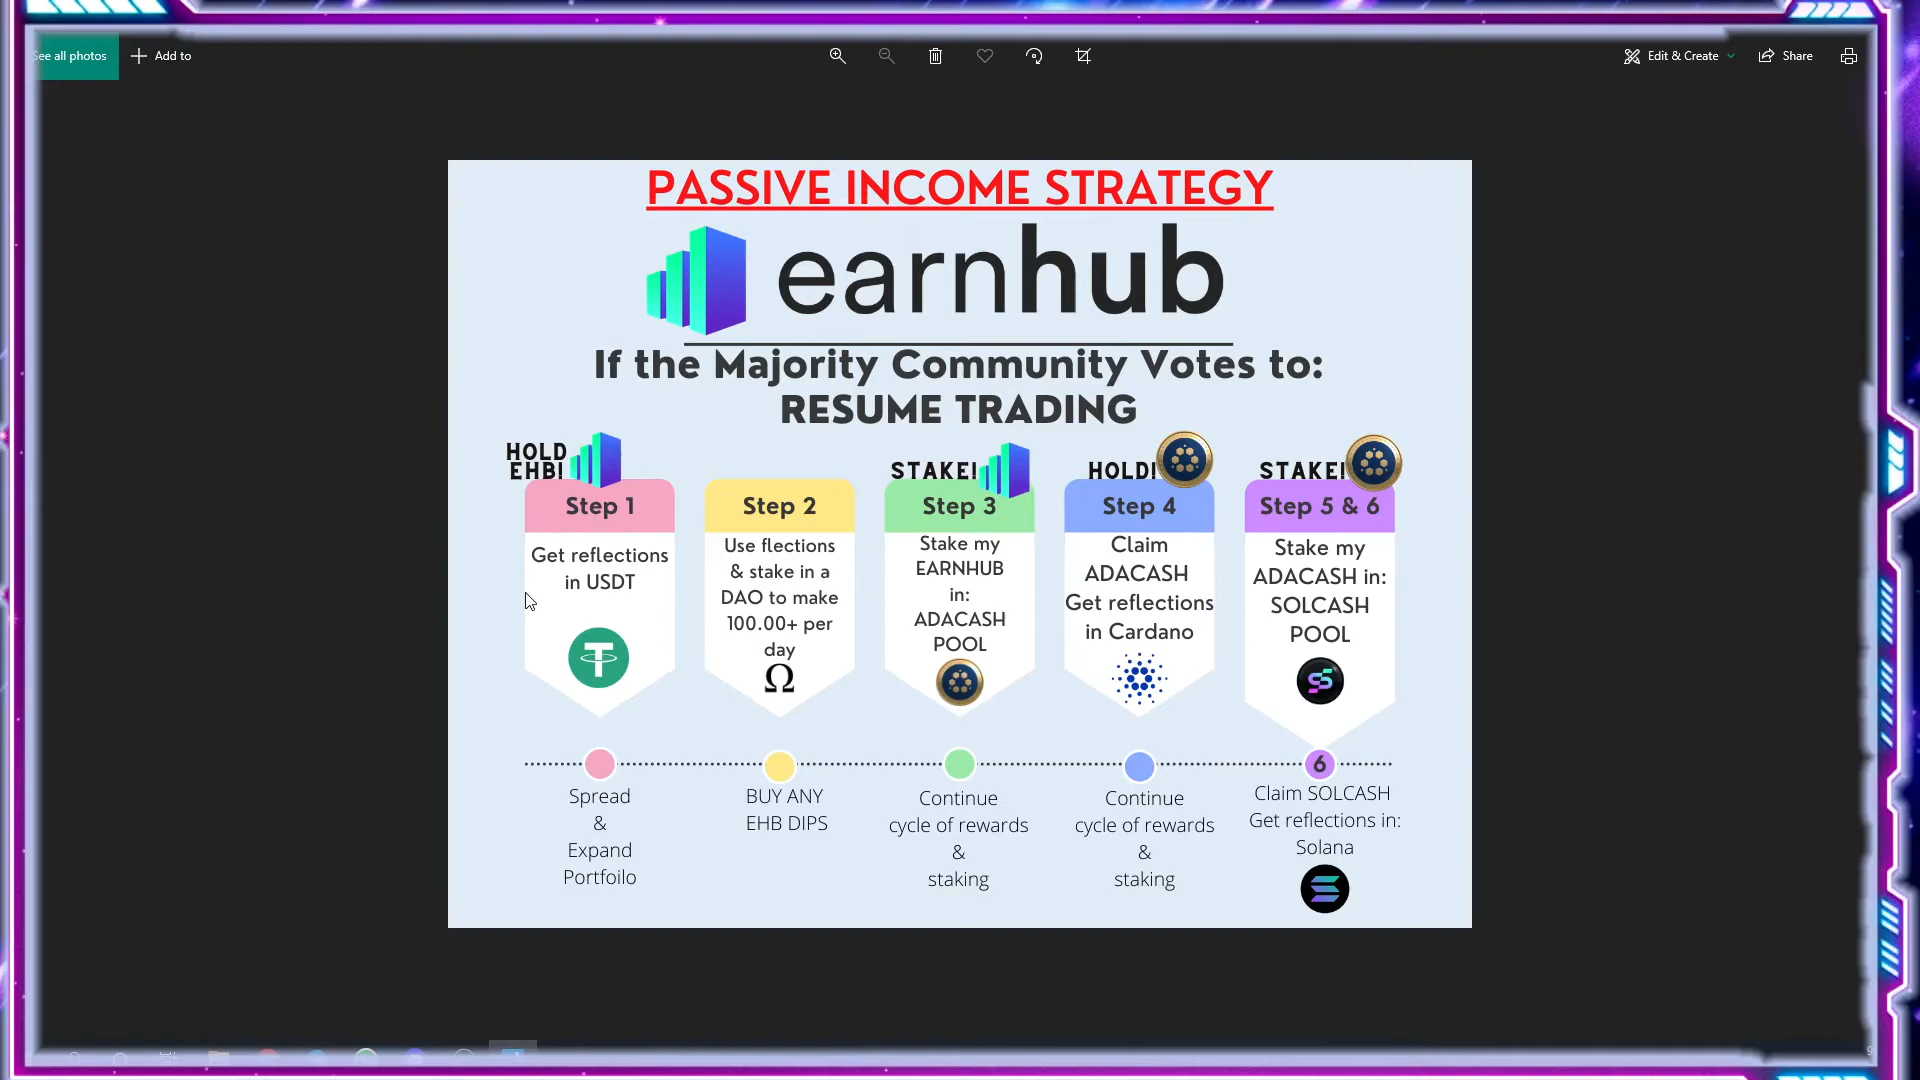 See all photos
Add to
Edit & Create
Share
PASSIVE INCOME STRATEGY
earnhub
If the Majority Community Votes to:
RESUME TRADING
HOLD
EHB!
Step 1
Get reflections
in USDT
Spread
&
Expand
Portfoilo
Step 2
Use flections
& stake in a
DAO to make
100.00+ per
day
Ω
BUY ANY
EHB DIPS
STAKE!
Step 3
Stake my
EARNHUB
in:
ADACASH
POOL
Continue
cycle of rewards
&
staking
HOLD!
Step 4
Claim
ADACASH
Get reflections
in Cardano
Continue
cycle of rewards
&
staking
STAKE!
Step 5 & 6
Stake my
ADACASH in:
SOLCASH
POOL
6
Claim SOLCASH
Get reflections in:
Solana